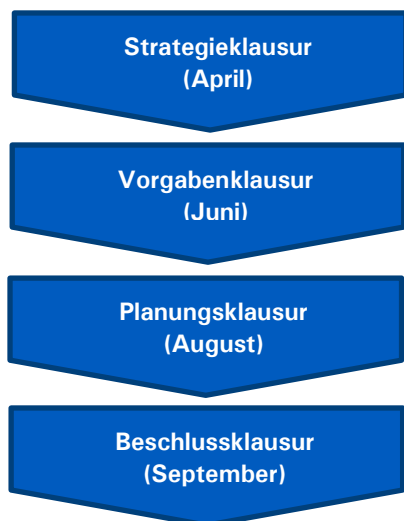 Strategieklausur
(April)
Vorgabenklausur
(Juni)
Planungsklausur
(August)
Beschlussklausur
(September)